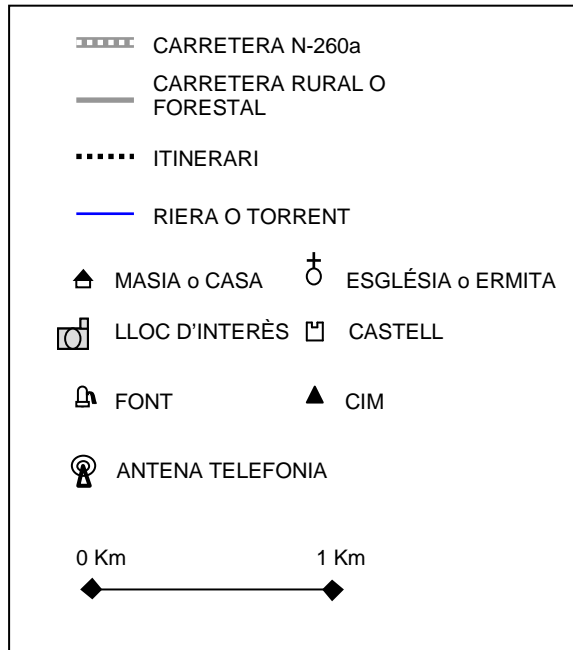 CARRETERA N-260a
CARRETERA RURAL O
FORESTAL
ITINERARI
RIERA O TORRENT
MASIA o CASA
ESGLÉSIA o ERMITA
LLOC D'INTERÈS
CASTELL
FONT
CIM
ANTENA TELEFONIA
0 Km
1 Km